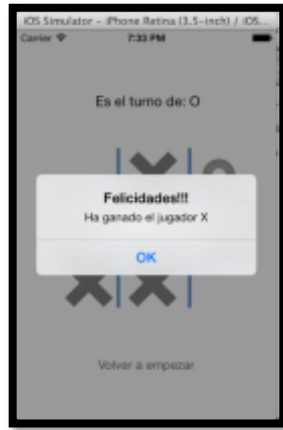 iOS Simulator - iPhone Retina (3.5-inch) / iOS...
Carrier 7:33 PM
Es el turno de: O
Felicidades!!!
Ha ganado el jugador X
OK
Volver a empezar